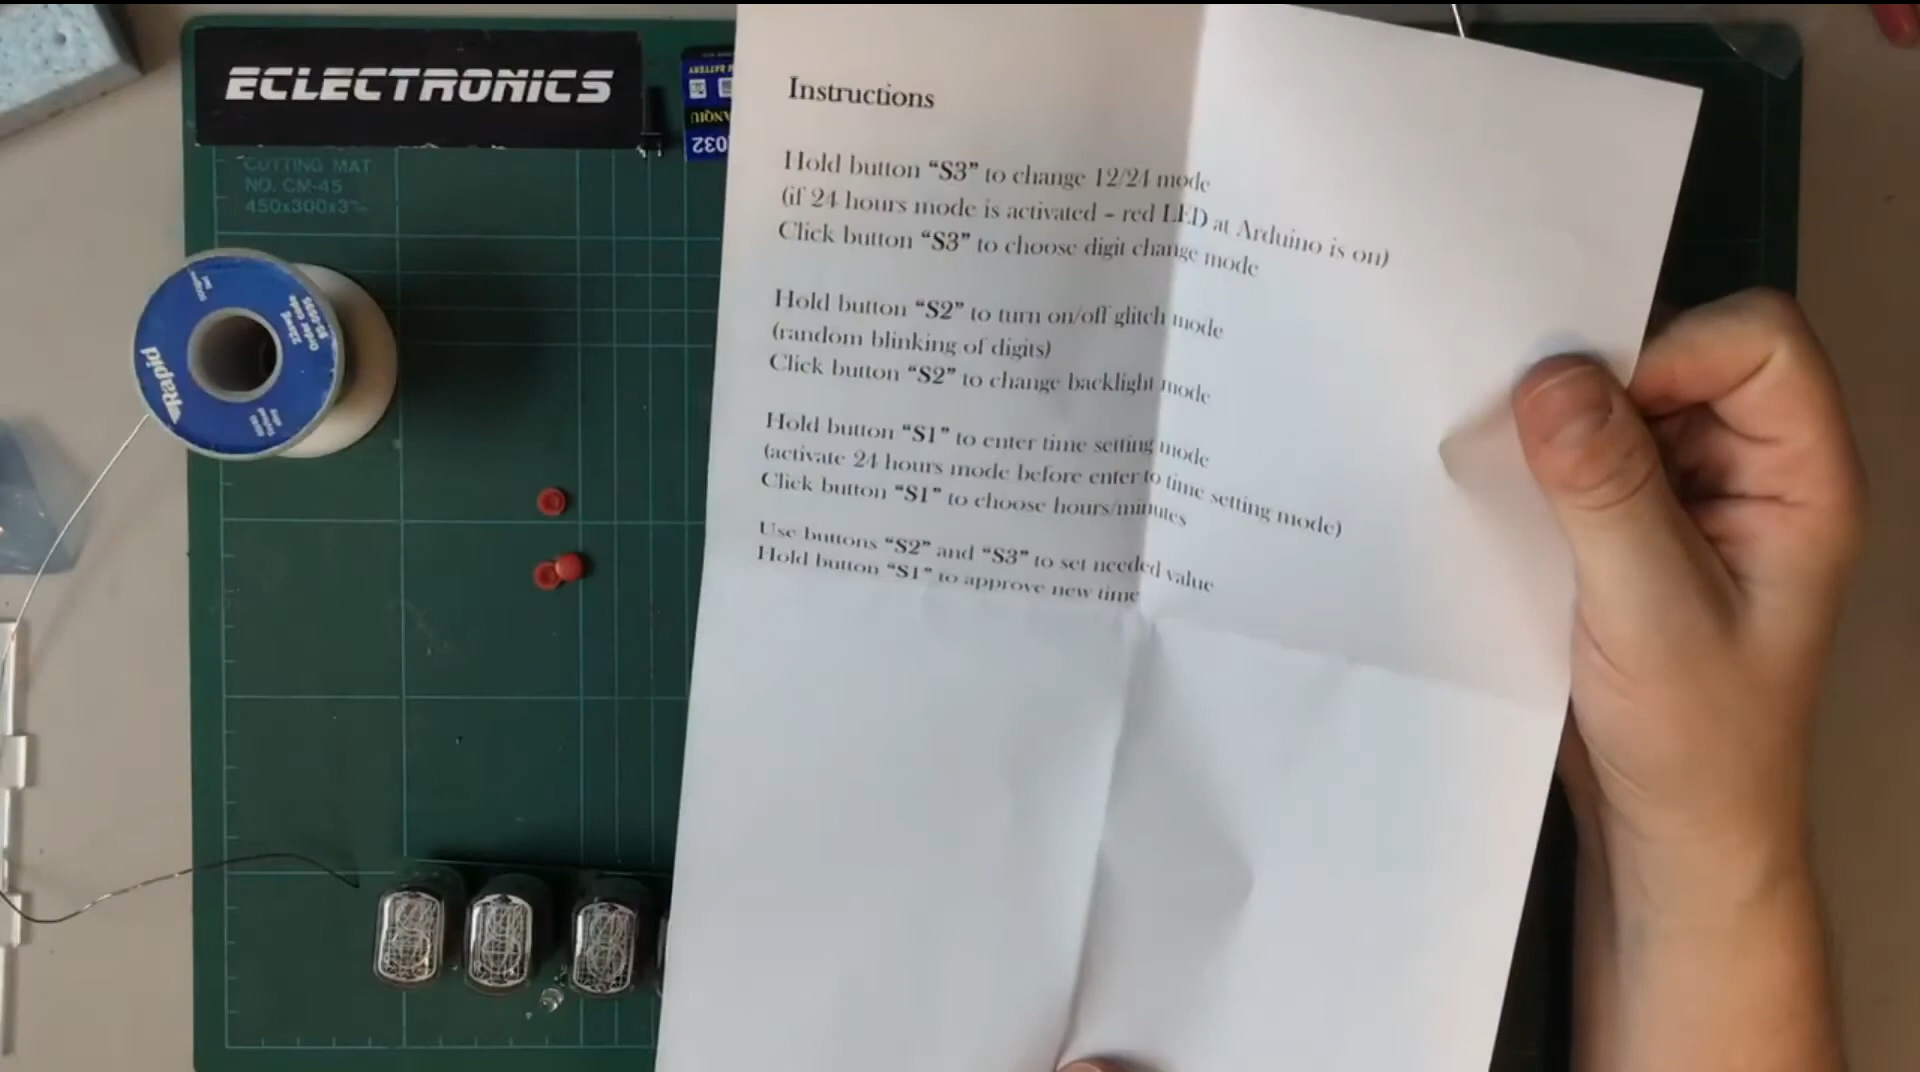 ECLECTRONICS
CUTTING MAT
NO. CM-45
450x300x3
Rapid
22swg
Order code
Instructions
Hold button “S3” to change 12/24 mode
(if 24 hours mode is activated – red LED at Arduino is on)
Click button “S3” to choose digit change mode
Hold button “S2” to turn on/off glitch mode
(random blinking of digits)
Click button “S2” to change backlight mode
Hold button “S1” to enter time setting mode
(activate 24 hours mode before enter to time setting mode)
Click button “S1” to choose hours/minutes
Use buttons “S2” and “S3” to set needed value
Hold button “S1” to approve new time